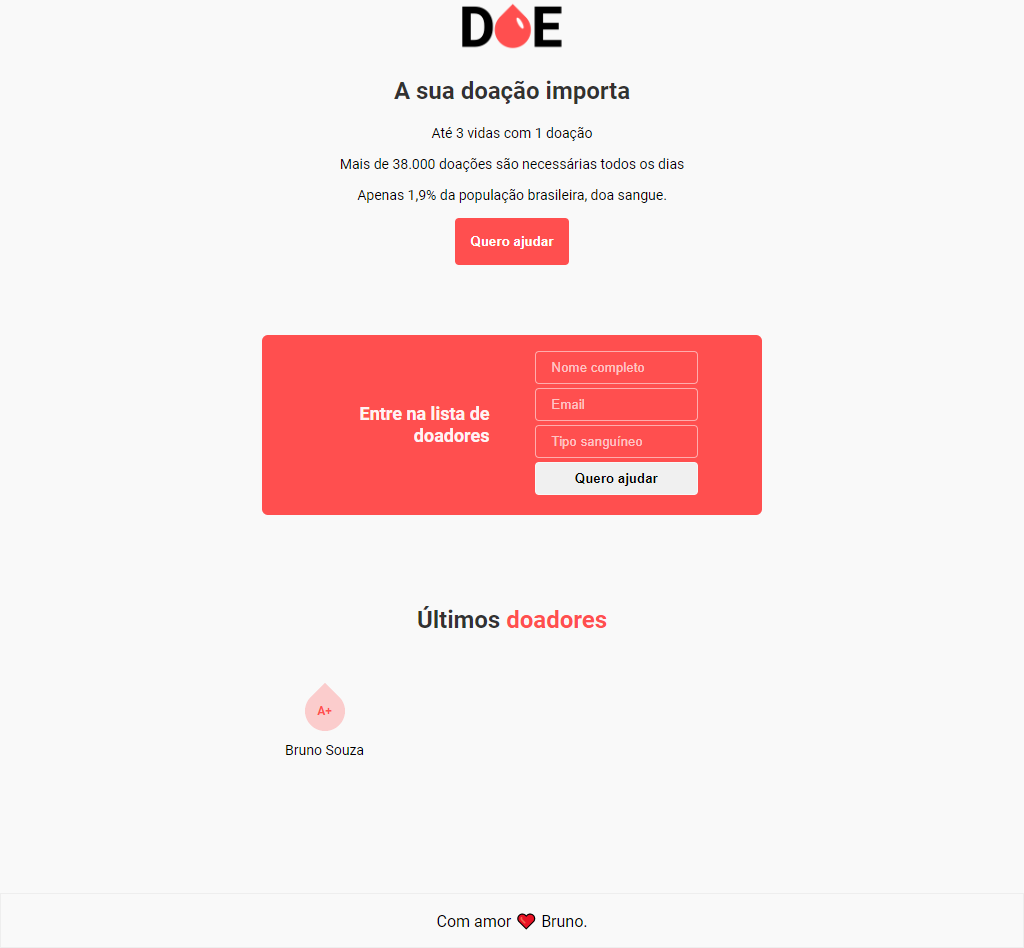 DOE
A sua doação importa
Até 3 vidas com 1 doação
Mais de 38.000 doações são necessárias todos os dias
Apenas 1,9% da população brasileira, doa sangue.
Quero ajudar
Entre na lista de
doadores
Nome completo
Email
Tipo sanguíneo
Quero ajudar
Últimos doadores
A+
Bruno Souza
Com amor ❤ Bruno.